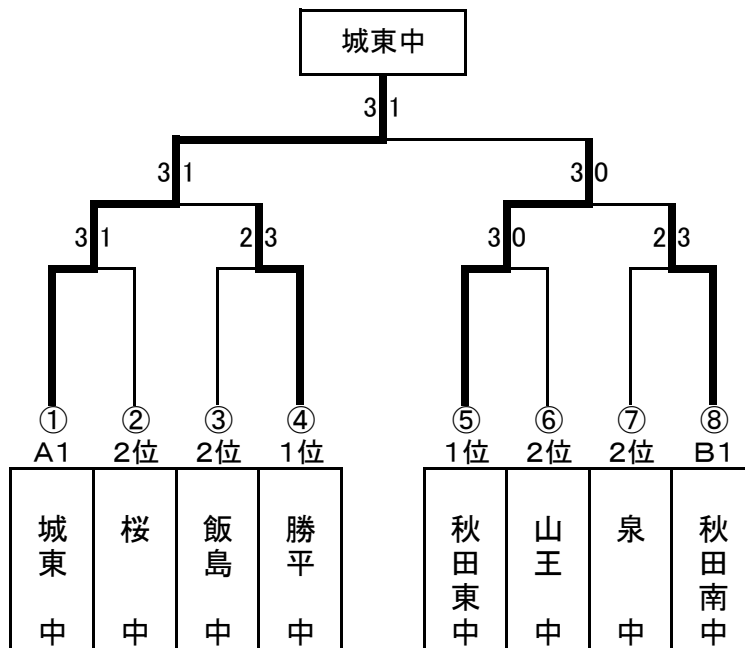 城東中
3 1
3 1
3 0
3 1
2 3
3 0
2 3
① ② ③ ④ ⑤ ⑥ ⑦ ⑧
A1 2位 2位 1位 1位 2位 2位 B1
城東中
桜中
飯島中
勝平中
秋田東中
山王中
泉中
秋田南中